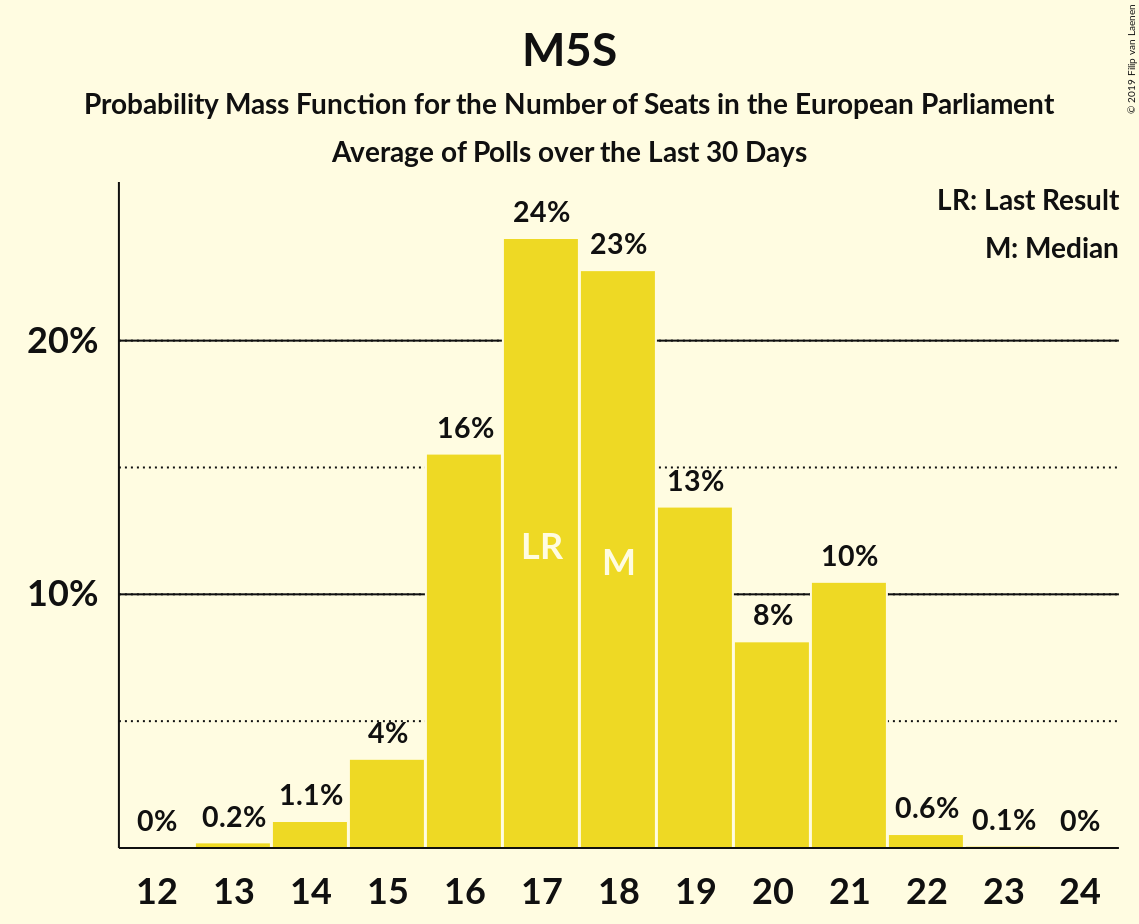 M5S
Probability Mass Function for the Number of Seats in the European Parliament
Average of Polls over the Last 30 Days
© 2019 Filip van Laenen
LR: Last Result
M: Median
20%
10%
0%
0.2%
1.1%
4%
16%
24%
23%
13%
8%
10%
0.6%
0.1%
0%
LR
M
12 13 14 15 16 17 18 19 20 21 22 23 24